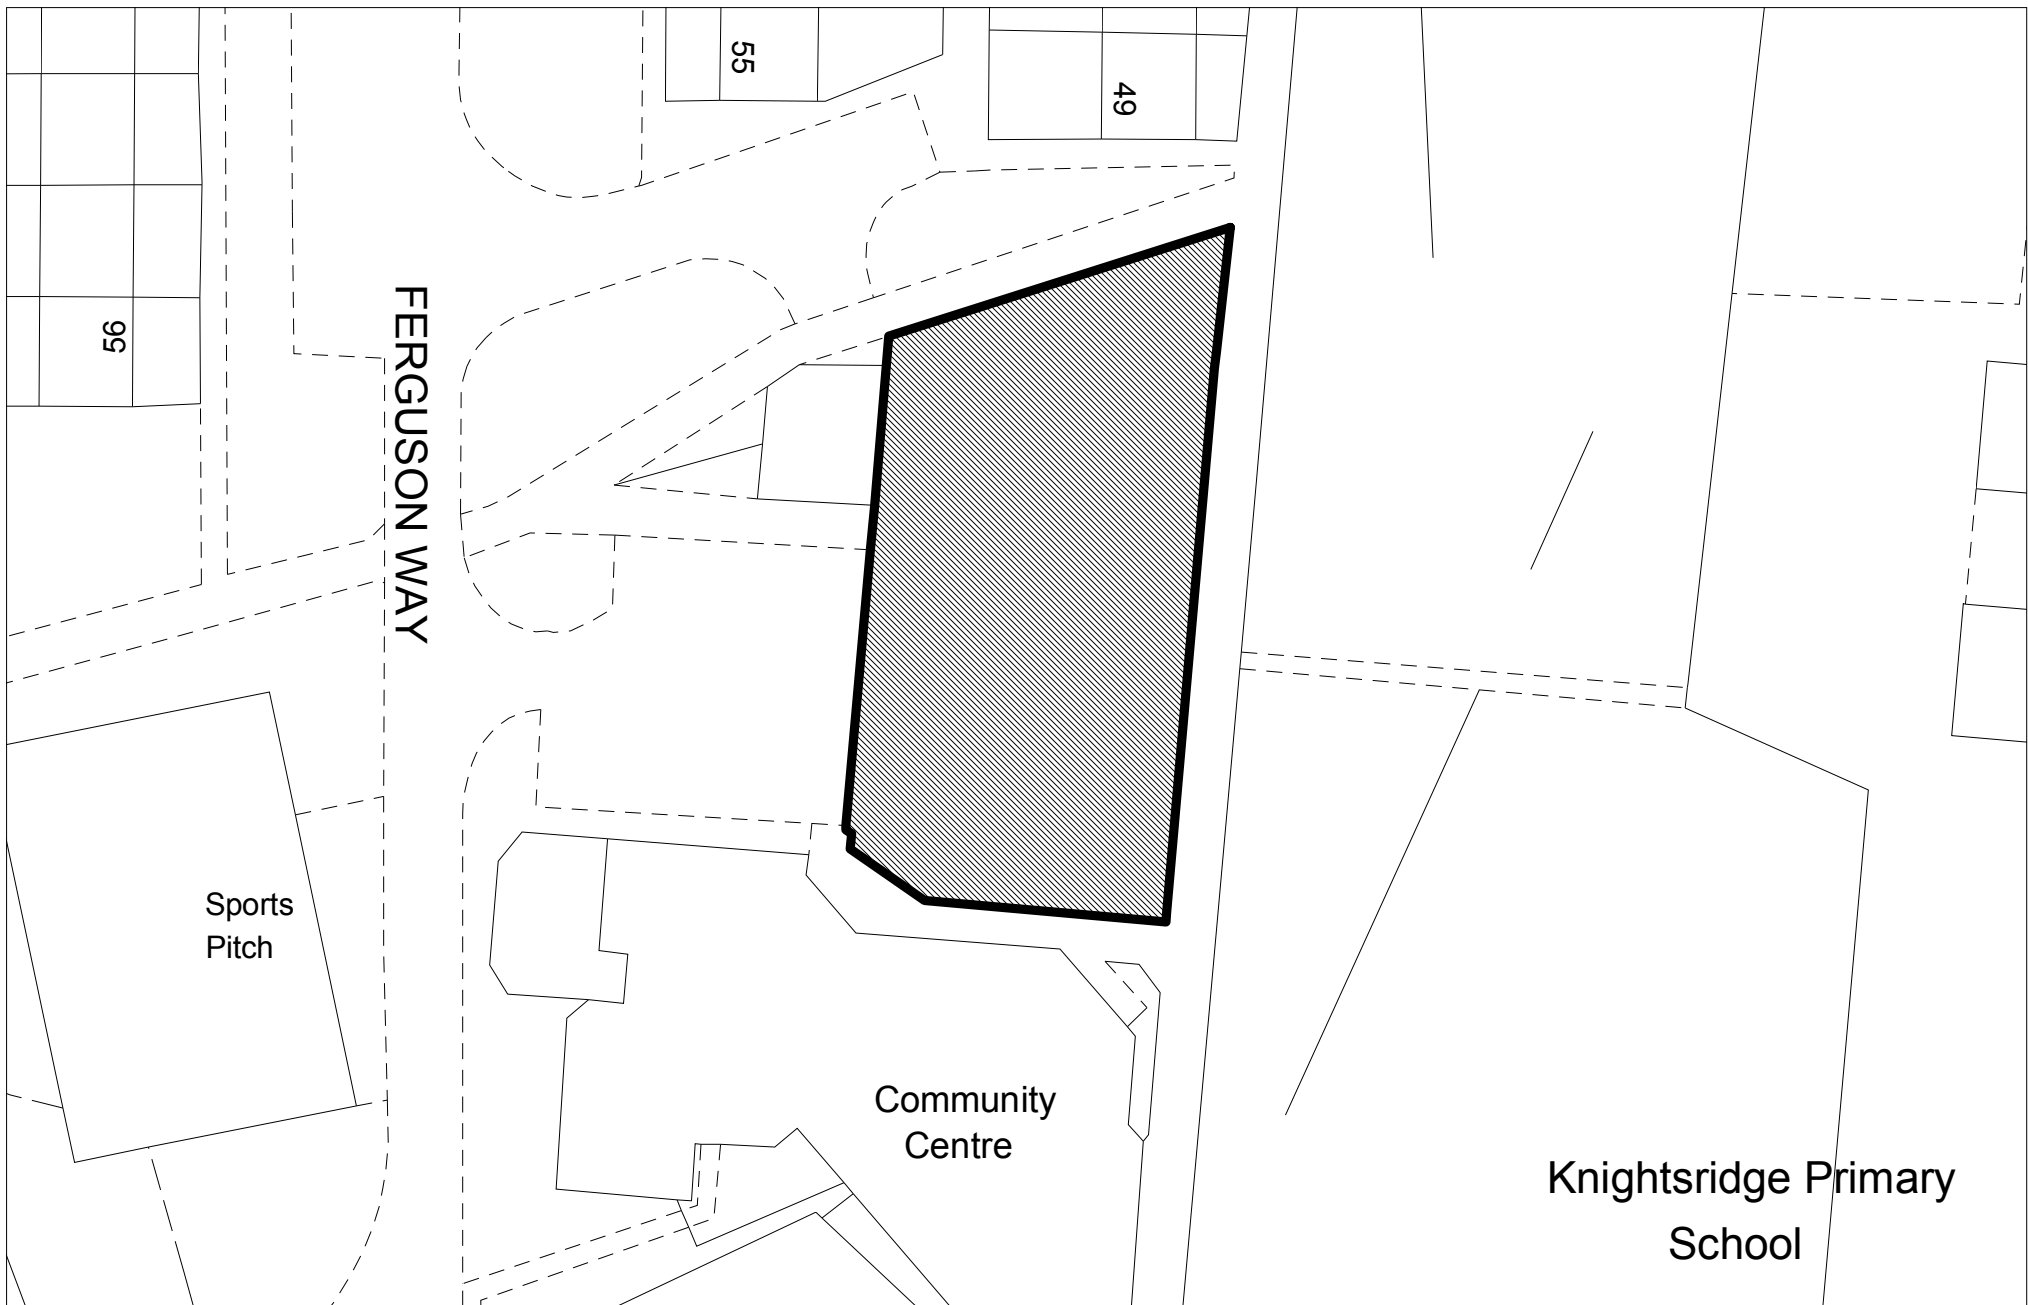 55
49
56
FERGUSON WAY
Sports
Pitch
Community
Centre
Knightsridge Primary
School